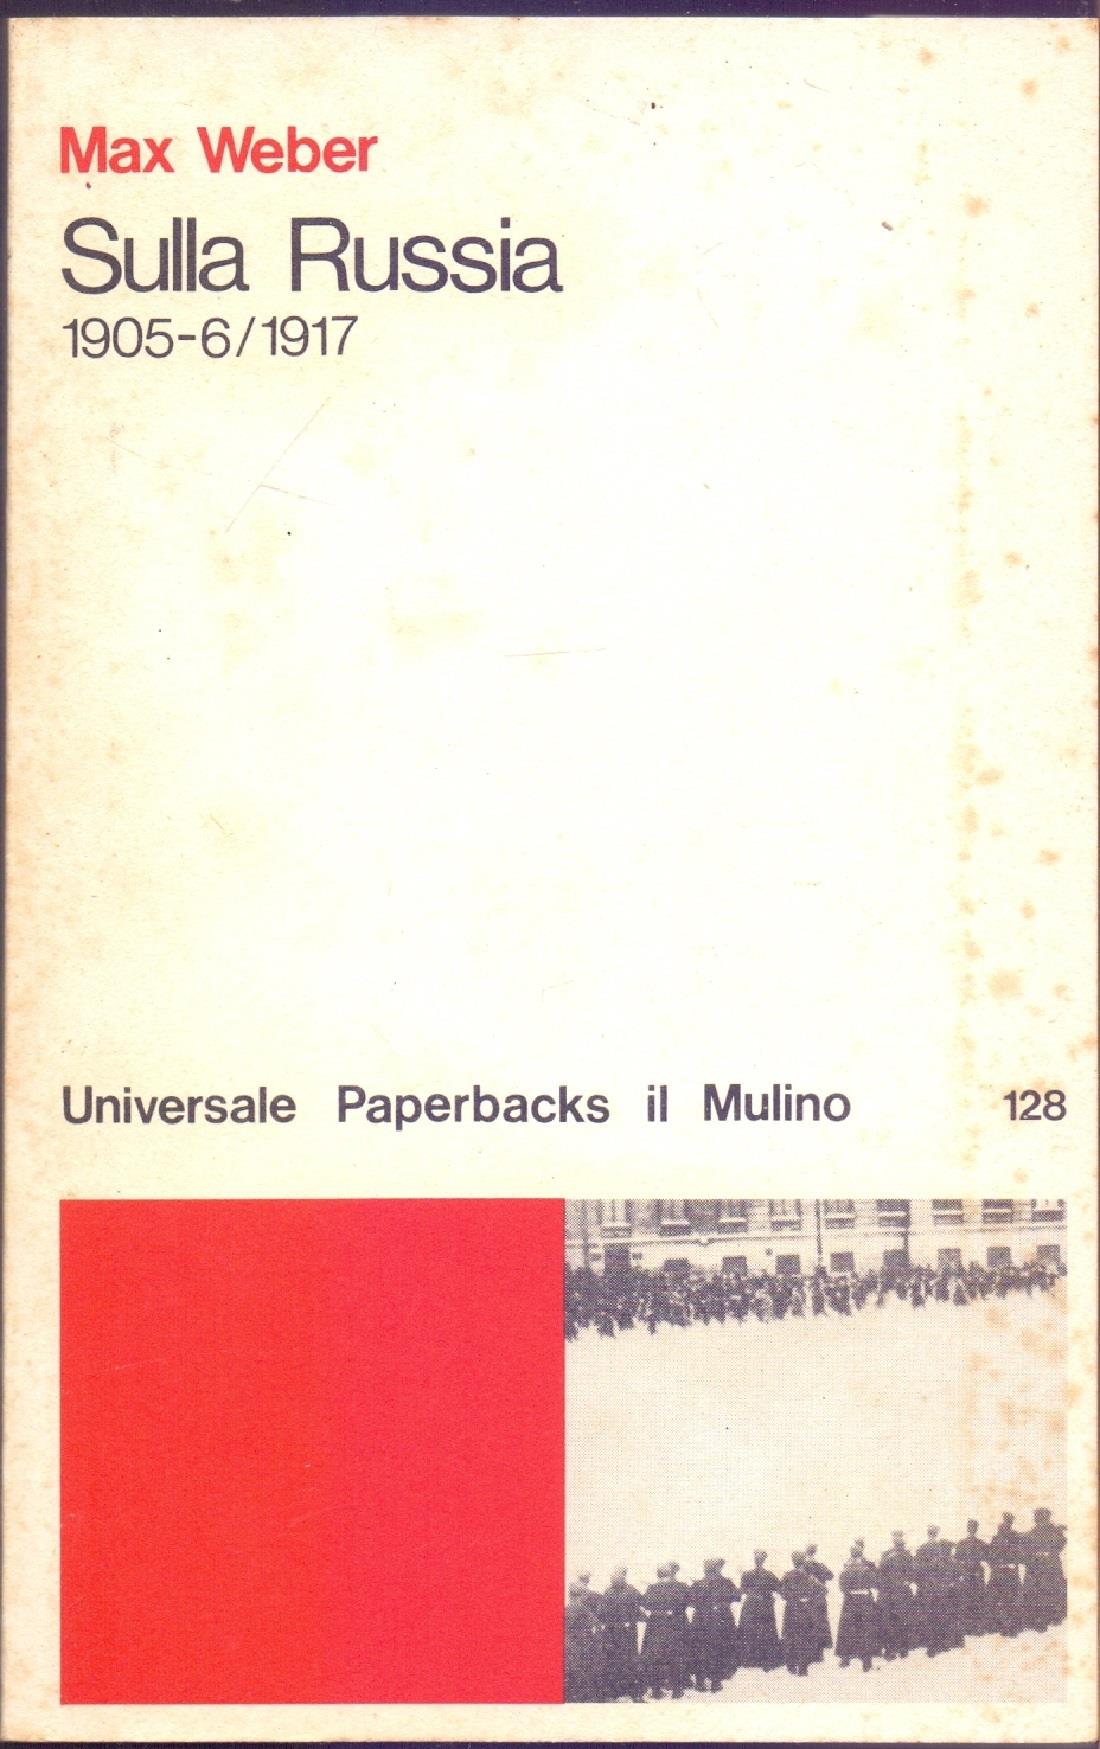 Max Weber
Sulla Russia
1905-6/1917
Universale Paperbacks il Mulino 128